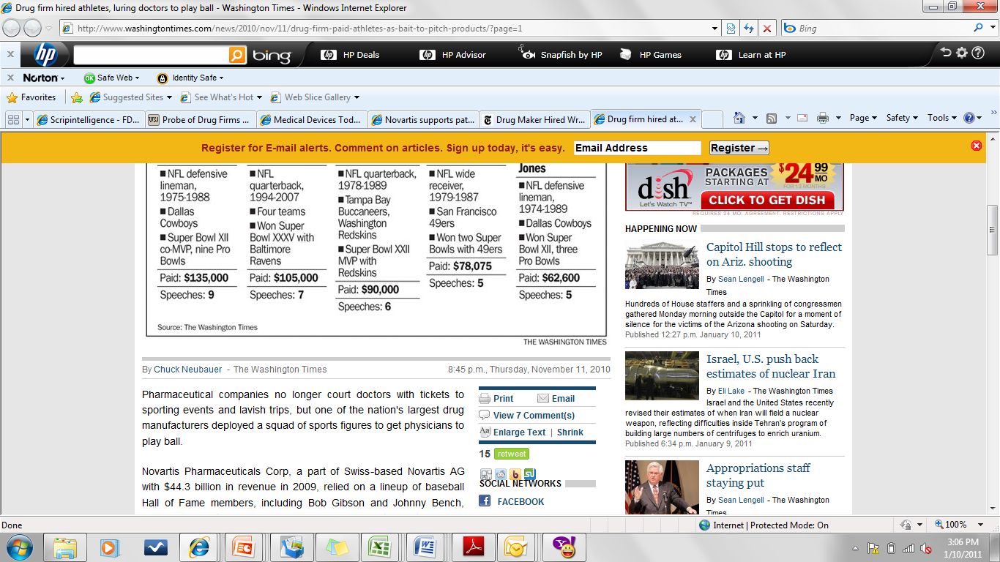 Drug firm hired athletes, luring doctors to play ball - Washington Times - Windows Internet Explorer
http://www.washingtontimes.com/news/2010/nov/11/drug-firm-paid-athletes-as-bait-to-pitch-products/?page=1
Bing
hp
bing
HP Deals
HP Advisor
Snapfish by HP
HP Games
Learn at HP
Norton
OK Safe Web
Identity Safe
Favorites
Suggested Sites
See What's Hot
Web Slice Gallery
Scripintelligence - FD...
WSJ Probe of Drug Firms ...
Medical Devices Tod...
Novartis supports pat...
Drug Maker Hired Wr...
Drug firm hired at...
Page
Safety
Tools
Register for E-mail alerts. Comment on articles. Sign up today, it's easy.
Email Address
Register →
■ NFL defensive
lineman,
1975-1988
■ Dallas
Cowboys
■ Super Bowl XII
co-MVP, nine Pro
Bowls
Paid: $135,000
Speeches: 9
■ NFL
quarterback,
1994-2007
■ Four teams
■ Won Super
Bowl XXXV with
Baltimore
Ravens
Paid: $105,000
Speeches: 7
■ NFL quarterback,
1978-1989
■ Tampa Bay
Buccaneers,
Washington
Redskins
■ Super Bowl XXII
MVP with
Redskins
Paid: $90,000
Speeches: 6
■ NFL wide
receiver,
1979-1987
■ San Francisco
49ers
■ Won two Super
Bowls with 49ers
Paid: $78,075
Speeches: 5
Jones
■ NFL defensive
lineman,
1974-1989
■ Dallas Cowboys
■ Won Super
Bowl XII, three
Pro Bowls
Paid: $62,600
Speeches: 5
Source: The Washington Times
THE WASHINGTON TIMES
By Chuck Neubauer - The Washington Times
8:45 p.m., Thursday, November 11, 2010
Pharmaceutical companies no longer court doctors with tickets to
sporting events and lavish trips, but one of the nation's largest drug
manufacturers deployed a squad of sports figures to get physicians to
play ball.
Novartis Pharmaceuticals Corp, a part of Swiss-based Novartis AG
with $44.3 billion in revenue in 2009, relied on a lineup of baseball
Hall of Fame members, including Bob Gibson and Johnny Bench,
Print
Email
View 7 Comment(s)
Enlarge Text | Shrink
15 retweet
SOCIAL NETWORKS
FACEBOOK
dish
Let's Watch TV™
PACKAGES
STARTING AT
$24 99
MO
FOR 12 MONTHS
CLICK TO GET DISH
REQUIRES 24 MO. AGREEMENT. RESTRICTIONS APPLY
HAPPENING NOW
Capitol Hill stops to reflect
on Ariz. shooting
By Sean Lengell - The Washington
Times
Hundreds of House staffers and a sprinkling of congressmen
gathered Monday morning outside the Capitol for a moment of
silence for the victims of the Arizona shooting on Saturday.
Published 12:27 p.m. January 10, 2011
Israel, U.S. push back
estimates of nuclear Iran
By Eli Lake - The Washington Times
Israel and the United States recently
revised their estimates of when Iran will field a nuclear
weapon, reflecting difficulties inside Tehran's program of
building large numbers of centrifuges to enrich uranium.
Published 6:34 p.m. January 9, 2011
Appropriations staff
staying put
By Sean Lengell - The Washington
Times
Done
Internet | Protected Mode: On
100%
3:06 PM
1/10/2011